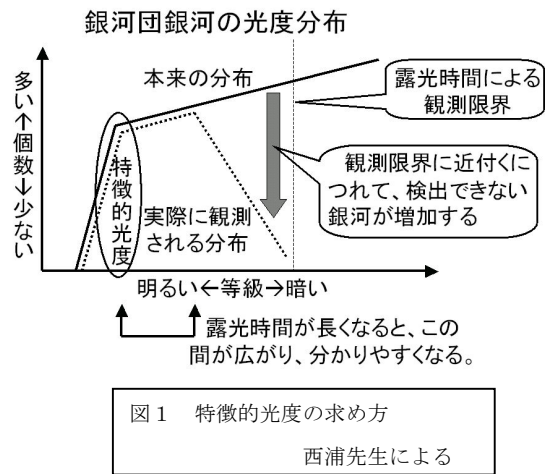 銀河団銀河の光度分布
多い↑個数↓少ない
本来の分布
露光時間による
観測限界
特徴的光度
実際に観測
される分布
観測限界に近付くに
つれて、検出できない
銀河が増加する
明るい←等級→暗い
露光時間が長くなると、この
間が広がり、分かりやすくなる。
図1 特徴的光度の求め方
西浦先生による